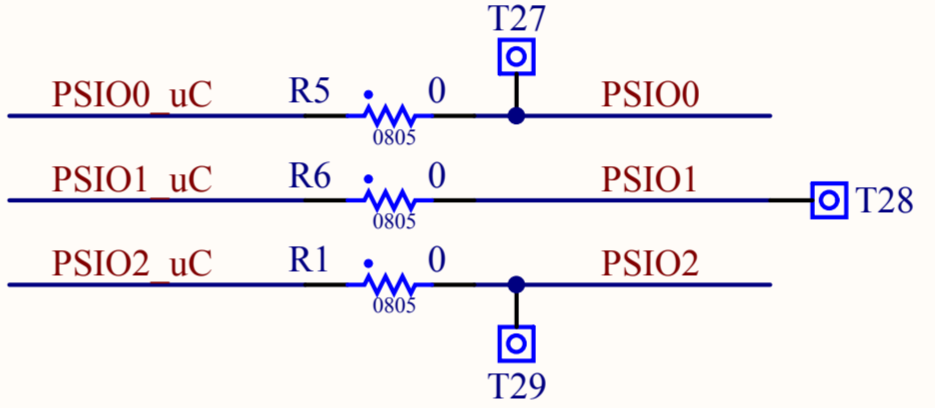 T27
PSIO0_uC R5 0 PSIO0
0805
PSIO1_uC R6 0 PSIO1 T28
0805
PSIO2_uC R1 0 PSIO2
0805
T29